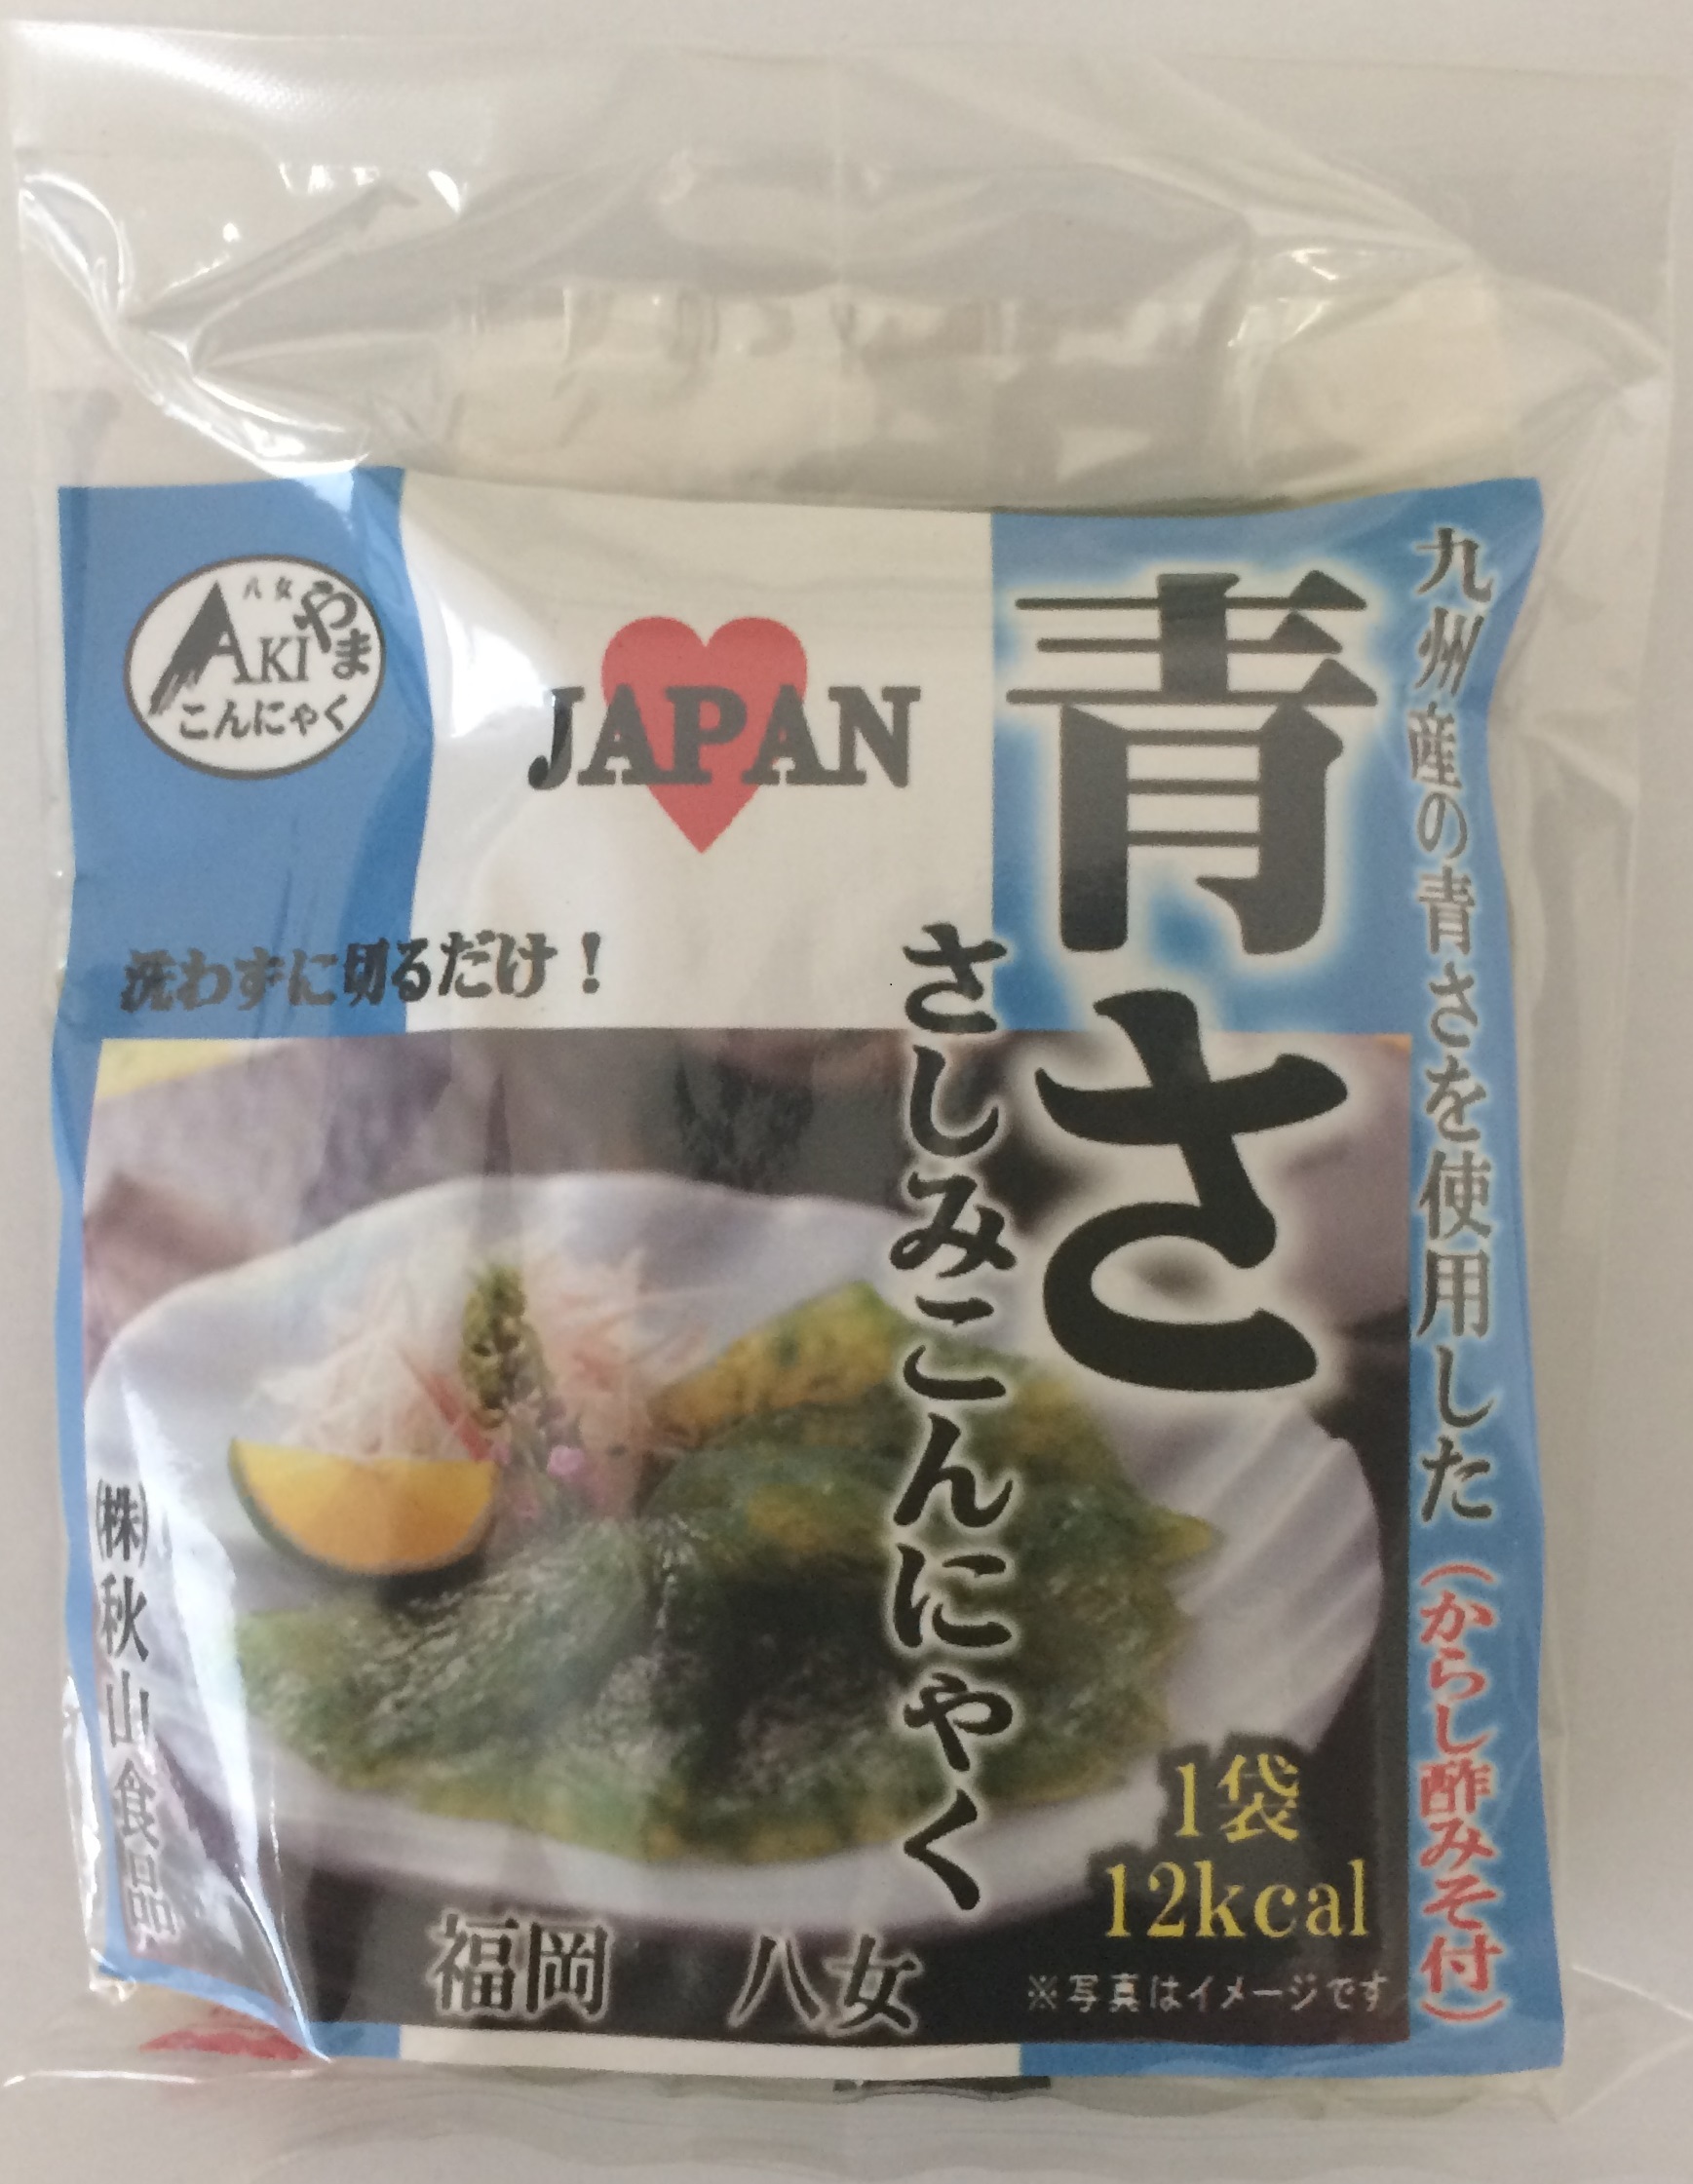 九州産の青さを使用した(からし酢みそ付)
青さ
さしみこんにゃく
JAPAN
八女
AKIやま
こんにゃく
洗わずに切るだけ！
㈱秋山食品
福岡 八女
1袋
12kcal
※写真はイメージです